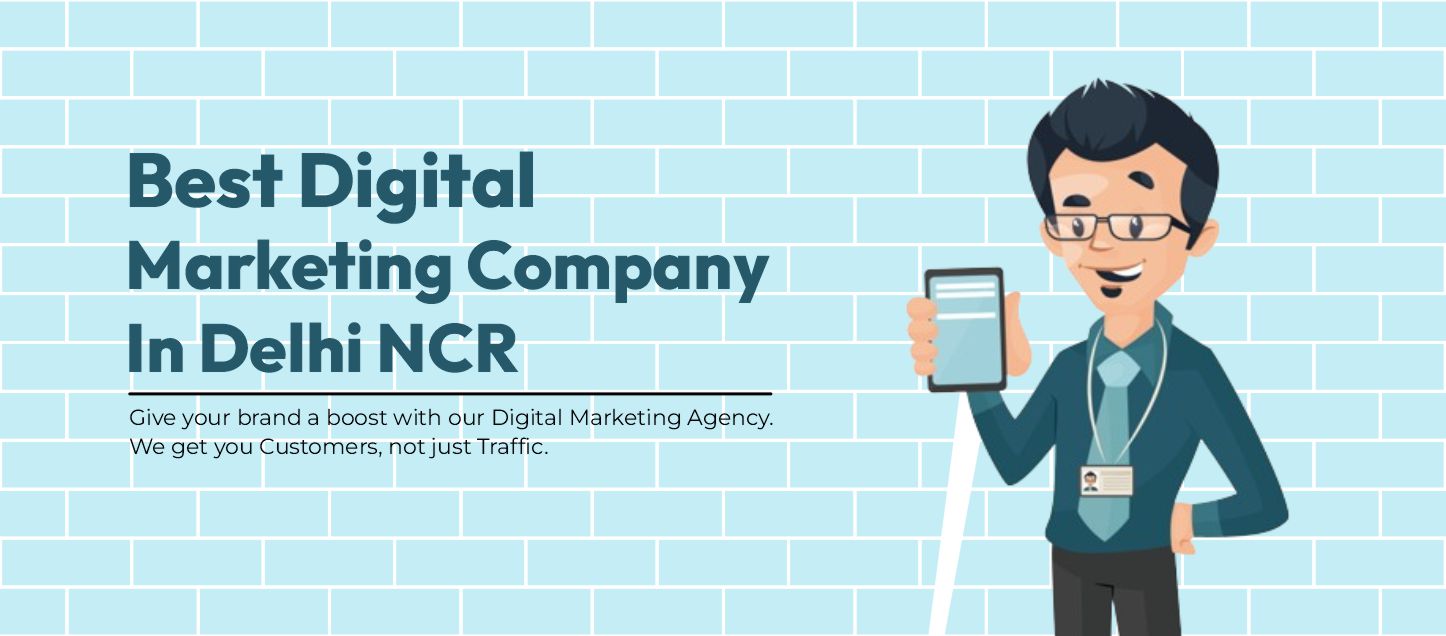 Best Digital
Marketing Company
In Delhi NCR
Give your brand a boost with our Digital Marketing Agency.
We get you Customers, not just Traffic.